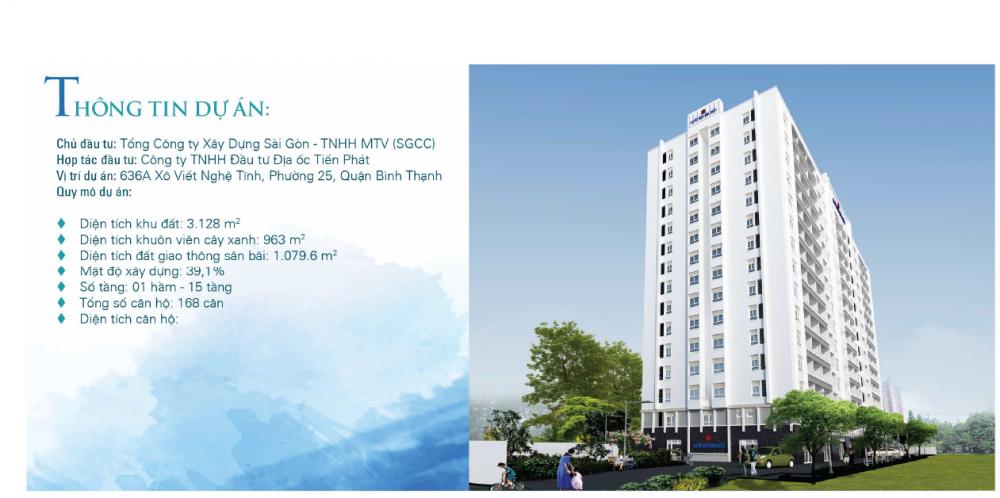 THÔNG TIN DỰ ÁN:
Chủ đầu tư: Tổng Công ty Xây Dựng Sài Gòn - TNHH MTV (SGCC)
Hợp tác đầu tư: Công ty TNHH Đầu tư Địa ốc Tiến Phát
Vị trí dự án: 636A Xô Viết Nghệ Tĩnh, Phường 25, Quận Bình Thạnh
Quy mô dự án:
♦ Diện tích khu đất: 3.128 m²
♦ Diện tích khuôn viên cây xanh: 963 m²
♦ Diện tích đất giao thông sân bãi: 1.079.6 m²
♦ Mật độ xây dựng: 39,1%
♦ Số tầng: 01 hầm - 15 tầng
♦ Tổng số căn hộ: 168 căn
♦ Diện tích căn hộ: